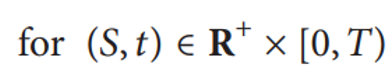 for (S, t) ∈ R⁺ × [0, T)